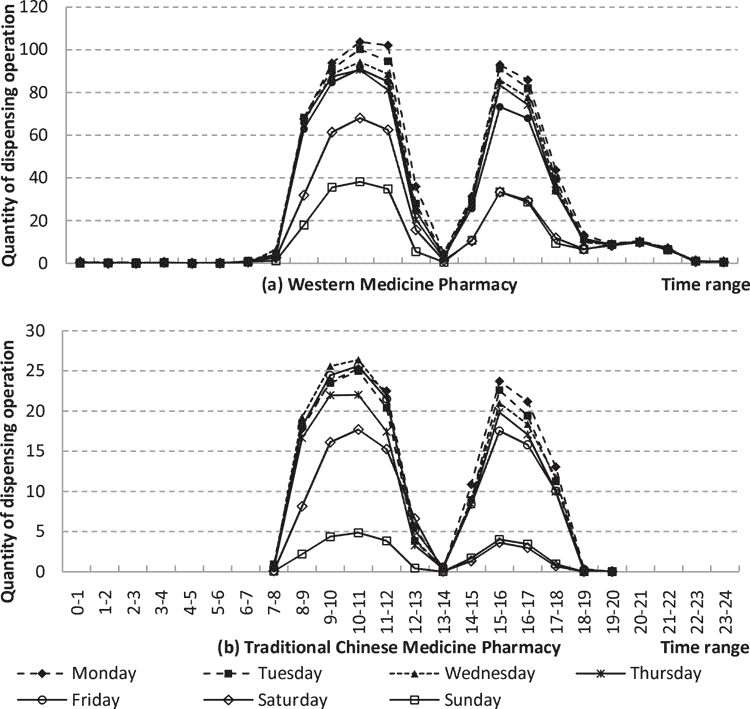 Quantity of dispensing operation
120
100
80
60
40
20
0
(a) Western Medicine Pharmacy Time range
Quantity of dispensing operation
30
25
20
15
10
5
0
0-1 1-2 2-3 3-4 4-5 5-6 6-7 7-8 8-9 9-10 10-11 11-12 12-13 13-14 14-15 15-16 16-17 17-18 18-19 19-20 20-21 21-22 22-23 23-24
(b) Traditional Chinese Medicine Pharmacy Time range
Monday Tuesday Wednesday Thursday
Friday Saturday Sunday